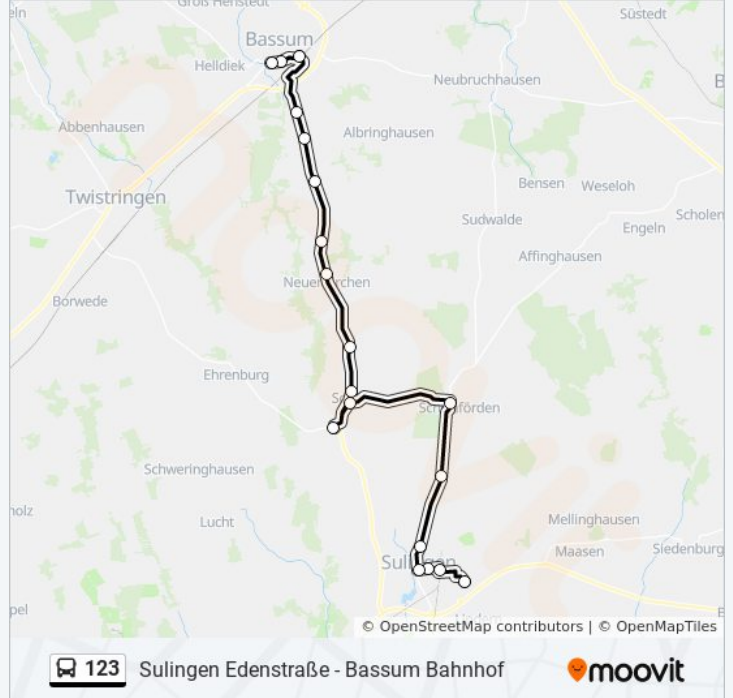 eln
Groß Henstedt
Süstedt
Bassum
Helldiek
Neubruchhausen
B
Abbenhausen
Albringhausen
Bensen
Weseloh
Twistringen
Sudwalde
Scholen
Engeln
Affinghausen
Neuenkirchen
Borwede
Ehrenburg
Schweringhausen
holz
Lucht
Mellinghausen
Maasen
Siedenburg
Sulingen
pel
© OpenStreetMap contributors | © OpenMapTiles
123 Sulingen Edenstraße - Bassum Bahnhof moovit